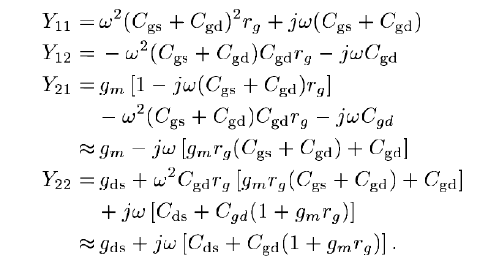 Y_{11} = ω^2(C_{gs} + C_{gd})^2 r_g + jω(C_{gs} + C_{gd})
Y_{12} = − ω^2(C_{gs} + C_{gd})C_{gd}r_g − jωC_{gd}
Y_{21} = g_m [1 − jω(C_{gs} + C_{gd})r_g]
− ω^2(C_{gs} + C_{gd})C_{gd}r_g − jωC_{gd}
≈ g_m − jω [g_m r_g(C_{gs} + C_{gd}) + C_{gd}]
Y_{22} = g_{ds} + ω^2 C_{gd}r_g [g_m r_g(C_{gs} + C_{gd}) + C_{gd}]
+ jω [C_{ds} + C_{gd}(1 + g_m r_g)]
≈ g_{ds} + jω [C_{ds} + C_{gd}(1 + g_m r_g)] .